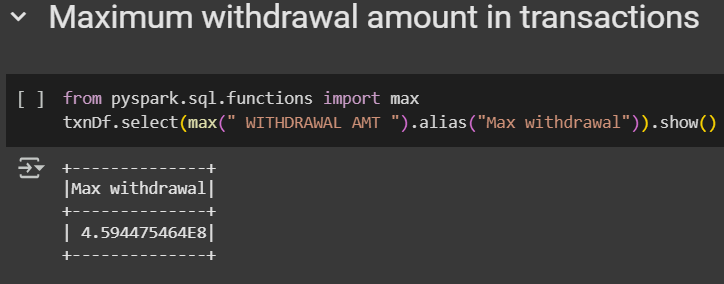 Maximum withdrawal amount in transactions
[ ] from pyspark.sql.functions import max
txnDf.select(max(" WITHDRAWAL AMT ").alias("Max withdrawal")).show()
+--------------+
|Max withdrawal|
+--------------+
| 4.594475464E8|
+--------------+